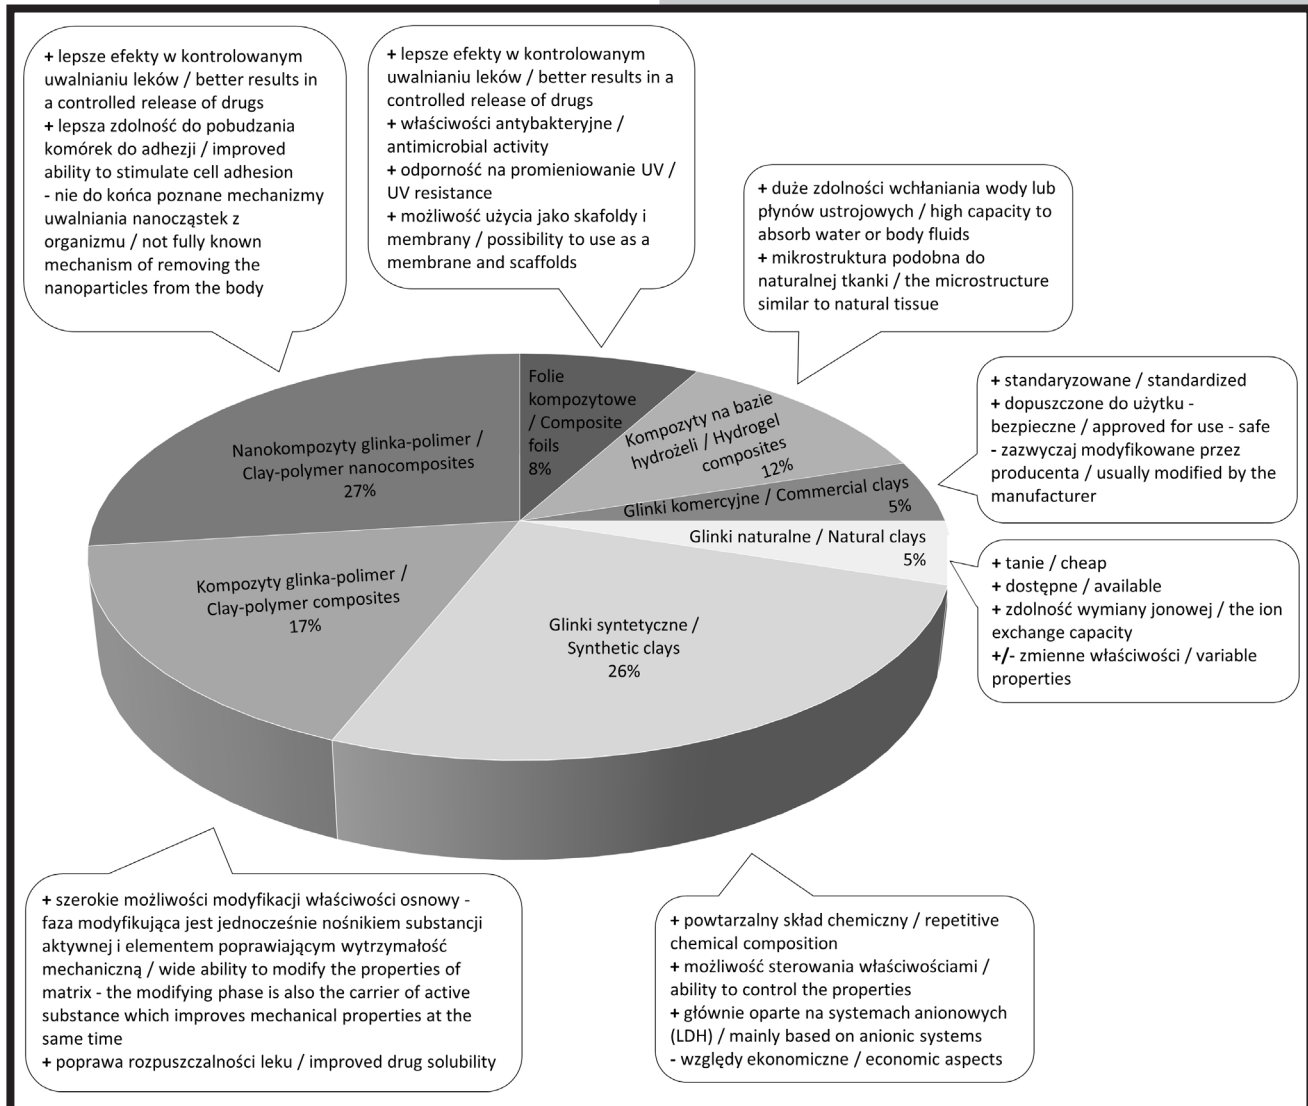 + lepsze efekty w kontrolowanym
uwalnianiu leków / better results in
a controlled release of drugs
+ lepsza zdolność do pobudzania
komórek do adhezji / improved
ability to stimulate cell adhesion
- nie do końca poznane mechanizmy
uwalniania nanocząstek z
organizmu / not fully known
mechanism of removing the
nanoparticles from the body
+ lepsze efekty w kontrolowanym
uwalnianiu leków / better results in a
controlled release of drugs
+ właściwości antybakteryjne /
antimicrobial activity
+ odporność na promieniowanie UV /
UV resistance
+ możliwość użycia jako skafoldy i
membrany / possibility to use as a
membrane and scaffolds
+ duże zdolności wchłaniania wody lub
płynów ustrojowych / high capacity to
absorb water or body fluids
+ mikrostruktura podobna do
naturalnej tkanki / the microstructure
similar to natural tissue
+ standaryzowane / standardized
+ dopuszczone do użytku -
bezpieczne / approved for use - safe
- zazwyczaj modyfikowane przez
producenta / usually modified by the
manufacturer
+ tanie / cheap
+ dostępne / available
+ zdolność wymiany jonowej / the ion
exchange capacity
+/- zmienne właściwości / variable
properties
Folie
kompozytowe
/ Composite
foils
8%
Kompozyty na bazie
hydrożeli / Hydrogel
composites
12%
Glinki komercyjne / Commercial clays
5%
Glinki naturalne / Natural clays
5%
Glinki syntetyczne /
Synthetic clays
26%
Kompozyty glinka-polimer /
Clay-polymer composites
17%
Nanokompozyty glinka-polimer /
Clay-polymer nanocomposites
27%
+ szerokie możliwości modyfikacji właściwości osnowy -
faza modyfikująca jest jednocześnie nośnikiem substancji
aktywnej i elementem poprawiającym wytrzymałość
mechaniczną / wide ability to modify the properties of
matrix - the modifying phase is also the carrier of active
substance which improves mechanical properties at the
same time
+ poprawa rozpuszczalności leku / improved drug solubility
+ powtarzalny skład chemiczny / repetitive
chemical composition
+ możliwość sterowania właściwościami /
ability to control the properties
+ głównie oparte na systemach anionowych
(LDH) / mainly based on anionic systems
- względy ekonomiczne / economic aspects